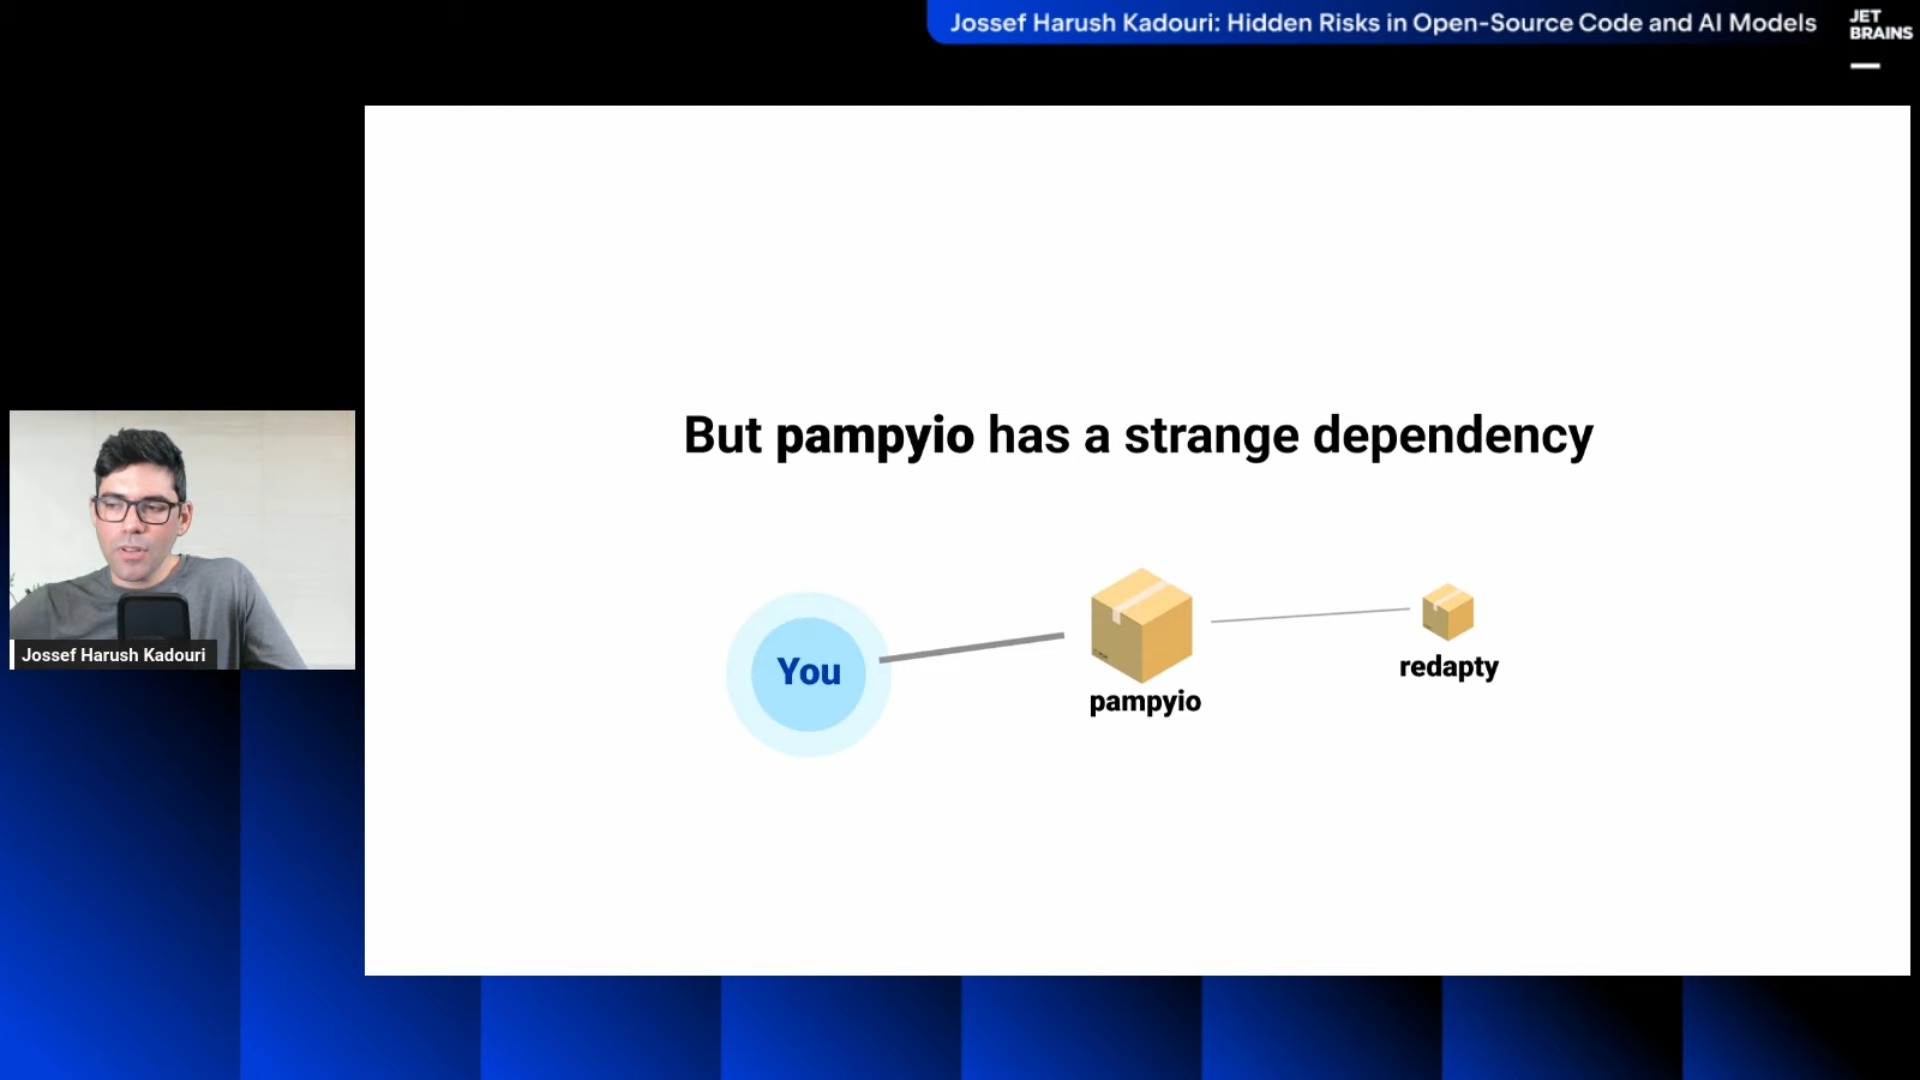 Jossef Harush Kadouri: Hidden Risks in Open-Source Code and AI Models
JET
BRAINS
But pampyio has a strange dependency
You
pampyio
redapty
Jossef Harush Kadouri